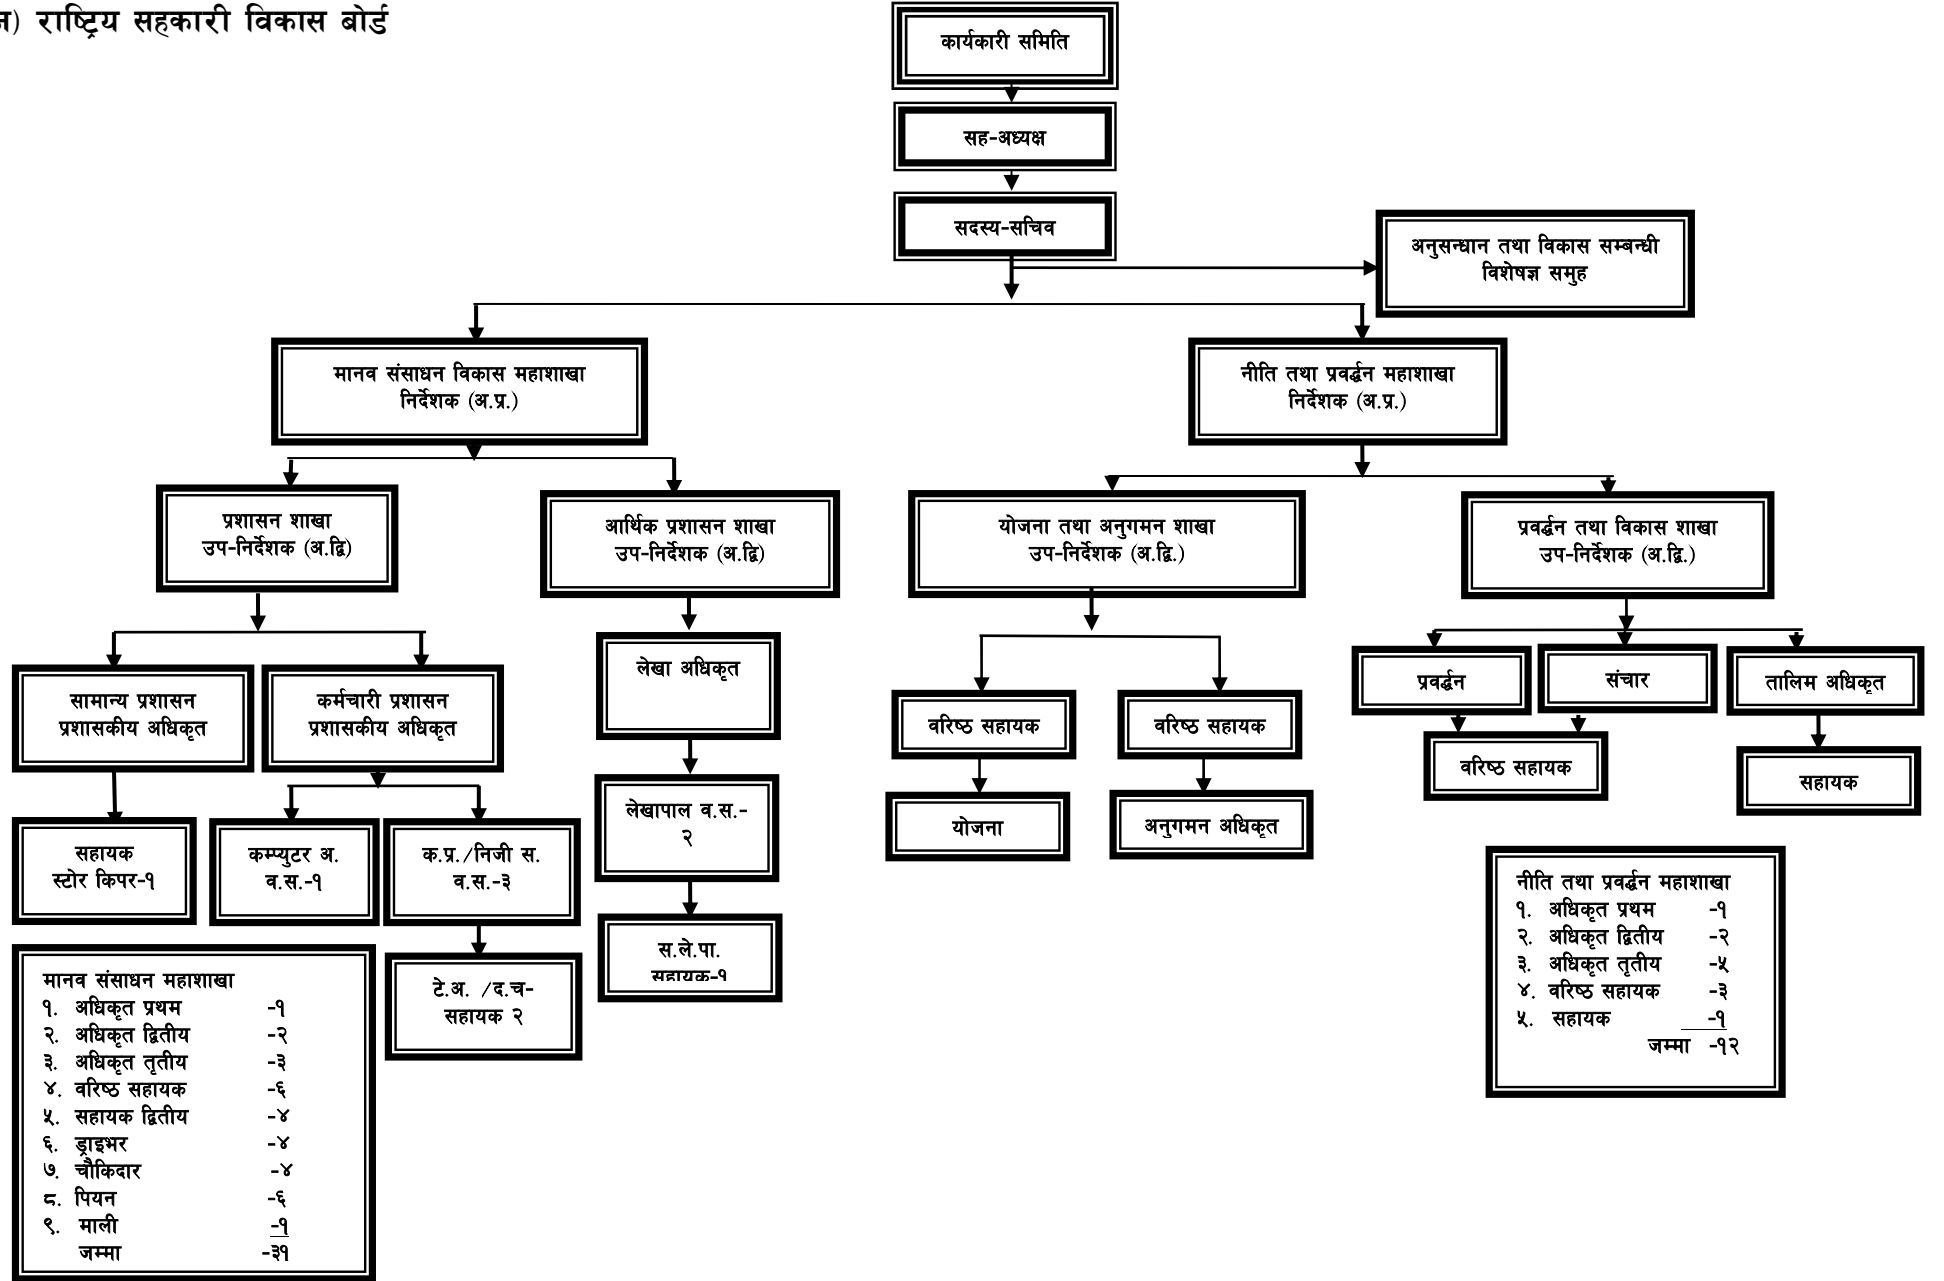 राष्ट्रिय सहकारी विकास बोर्ड
कार्यकारी समिति
सह-अध्यक्ष
सदस्य-सचिव
अनुसन्धान तथा विकास सम्बन्धी
विशेषज्ञ समुह
मानव संसाधन विकास महाशाखा
निर्देशक (अ.प्र.)
नीति तथा प्रवर्द्धन महाशाखा
निर्देशक (अ.प्र.)
प्रशासन शाखा
उप-निर्देशक (अ.द्वि)
आर्थिक प्रशासन शाखा
उप-निर्देशक (अ.द्वि)
योजना तथा अनुगमन शाखा
उप-निर्देशक (अ.द्वि.)
प्रवर्द्धन तथा विकास शाखा
उप-निर्देशक (अ.द्वि.)
सामान्य प्रशासन
प्रशासकीय अधिकृत
कर्मचारी प्रशासन
प्रशासकीय अधिकृत
लेखा अधिकृत
वरिष्ठ सहायक
वरिष्ठ सहायक
प्रवर्द्धन
संचार
तालिम अधिकृत
वरिष्ठ सहायक
सहायक
सहायक
स्टोर किपर-१
कम्प्युटर अ.
व.स.-१
क.प्र./निजी स.
व.स.-३
लेखापाल व.स.-
२
योजना
अनुगमन अधिकृत
टे.अ. /द.च-
सहायक २
स.ले.पा.
सहायक-१
मानव संसाधन महाशाखा
१. अधिकृत प्रथम -१
२. अधिकृत द्वितीय -२
३. अधिकृत तृतीय -३
४. वरिष्ठ सहायक -६
५. सहायक द्वितीय -४
६. ड्राइभर -४
७. चौकिदार -४
८. पियन -६
९. माली -१
जम्मा -३१
नीति तथा प्रवर्द्धन महाशाखा
१. अधिकृत प्रथम -१
२. अधिकृत द्वितीय -२
३. अधिकृत तृतीय -५
४. वरिष्ठ सहायक -३
५. सहायक -१
जम्मा -१२